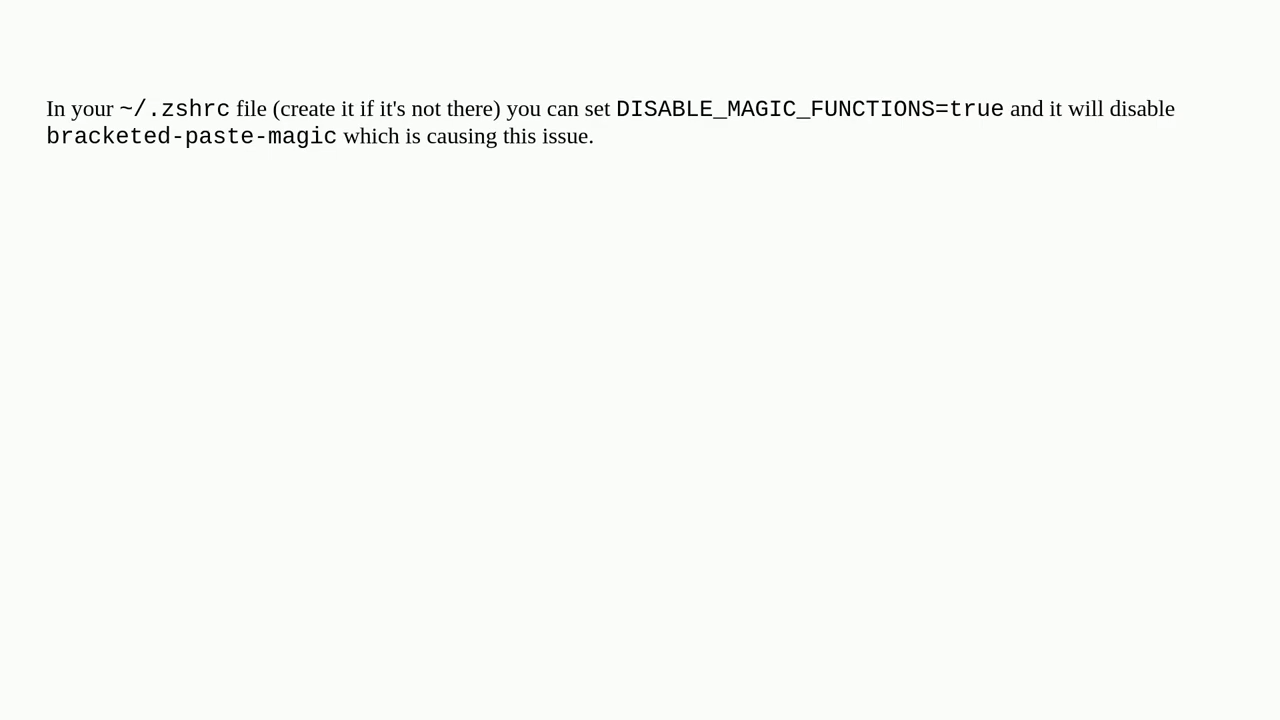 In your ~/.zshrc file (create it if it's not there) you can set DISABLE_MAGIC_FUNCTIONS=true and it will disable
bracketed-paste-magic which is causing this issue.